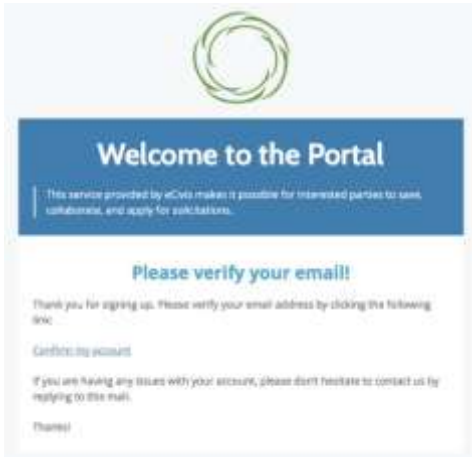 Welcome to the Portal
This service provided by eCivis makes it possible for interested parties to save,
collaborate, and apply for solicitations.
Please verify your email!
Thank you for signing up. Please verify your email address by clicking the following
link:
Confirm my account
If you are having any issues with your account, please don't hesitate to contact us by
replying to this mail.
Thanks!